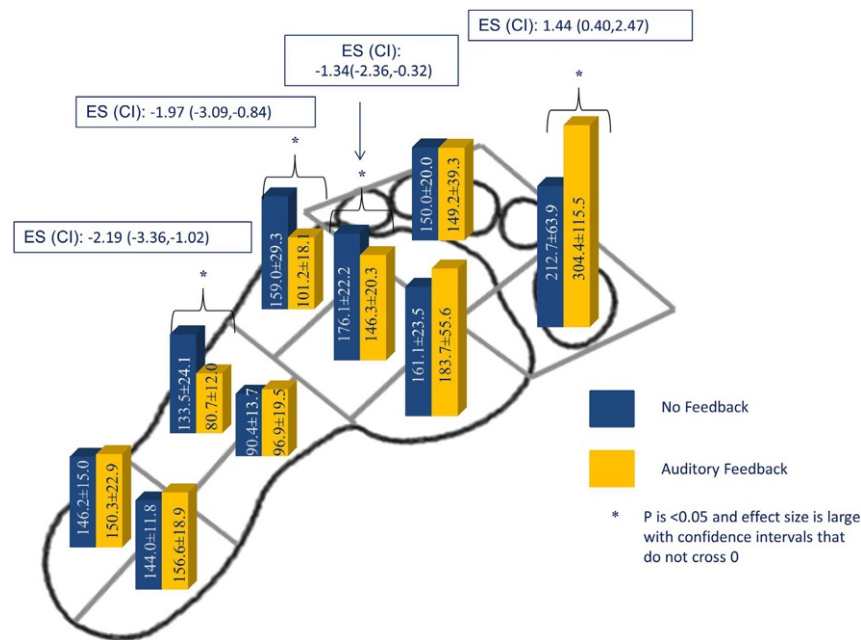 ES (CI): 1.44 (0.40,2.47)
ES (CI):
-1.34(-2.36,-0.32)
ES (CI): -1.97 (-3.09,-0.84)
ES (CI): -2.19 (-3.36,-1.02)
*
*
*
*
150.0±20.0
149.2±39.3
212.7±63.9
304.4±115.5
159.0±29.3
101.2±18.1
176.1±22.2
146.3±20.3
161.1±23.5
183.7±55.6
133.5±24.1
80.7±12.0
90.4±13.7
96.9±19.5
146.2±15.0
150.3±22.9
144.0±11.8
156.6±18.9
No Feedback
Auditory Feedback
* P is <0.05 and effect size is large
with confidence intervals that
do not cross 0